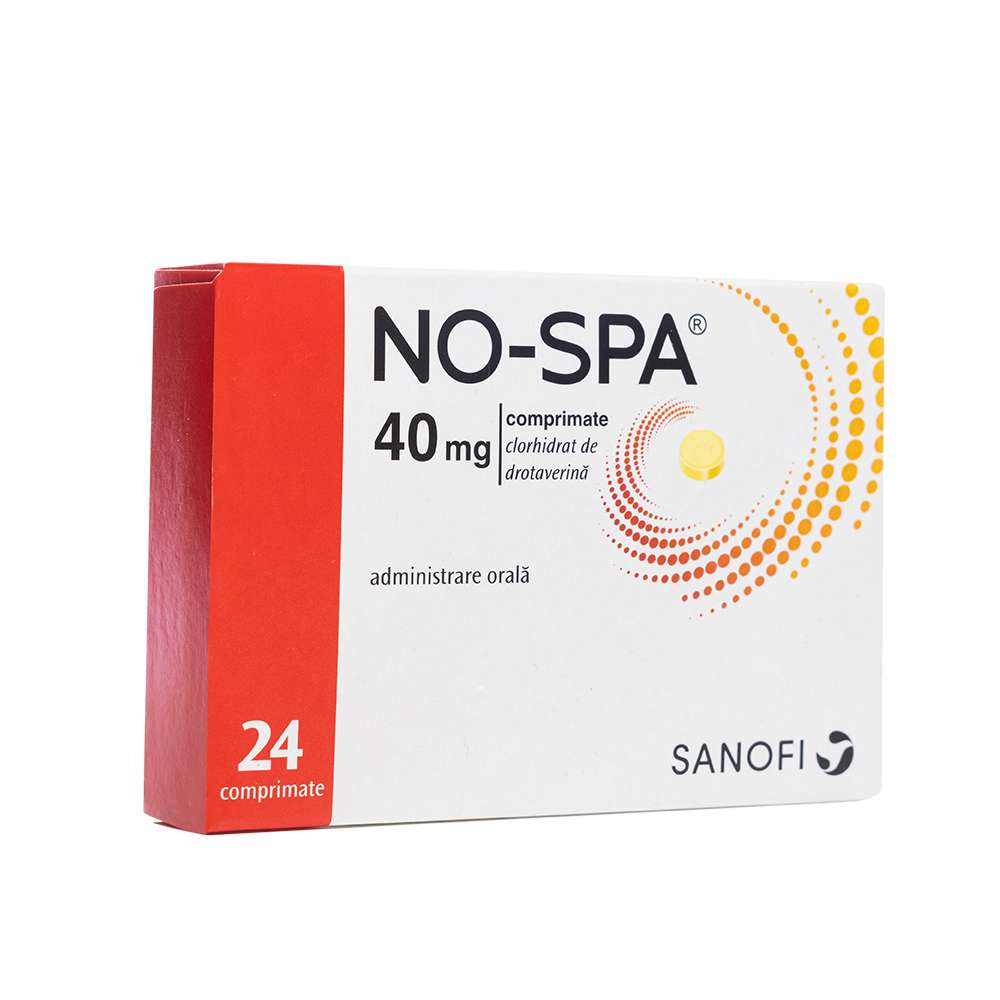 NO-SPA®
40 mg
comprimate
clorhidrat de
drotaverină
administrare orală
24
comprimate
SANOFI